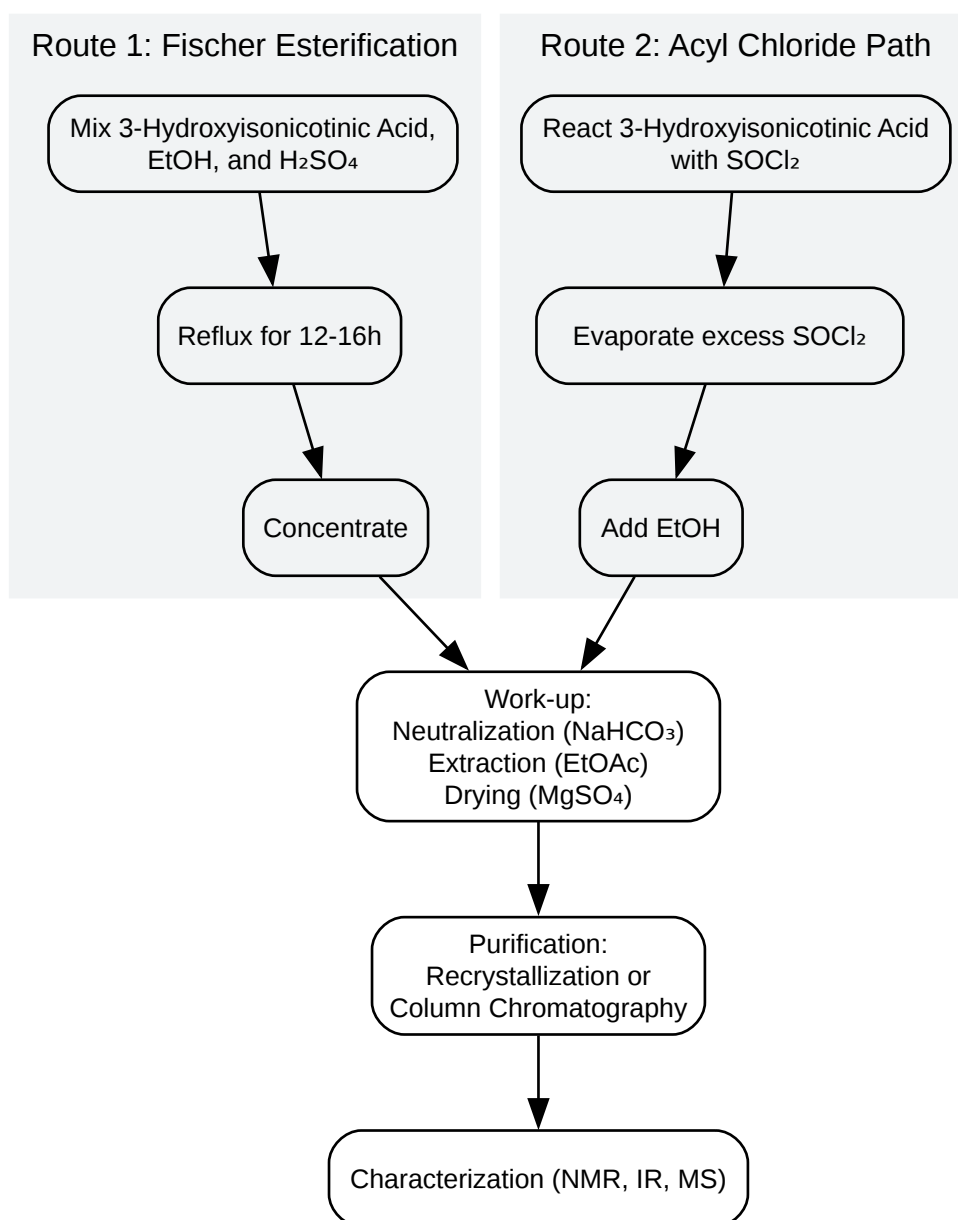 Route 1: Fischer Esterification
Mix 3-Hydroxyisonicotinic Acid,
EtOH, and H₂SO₄
Reflux for 12-16h
Concentrate
Route 2: Acyl Chloride Path
React 3-Hydroxyisonicotinic Acid
with SOCl₂
Evaporate excess SOCl₂
Add EtOH
Work-up:
Neutralization (NaHCO₃)
Extraction (EtOAc)
Drying (MgSO₄)
Purification:
Recrystallization or
Column Chromatography
Characterization (NMR, IR, MS)